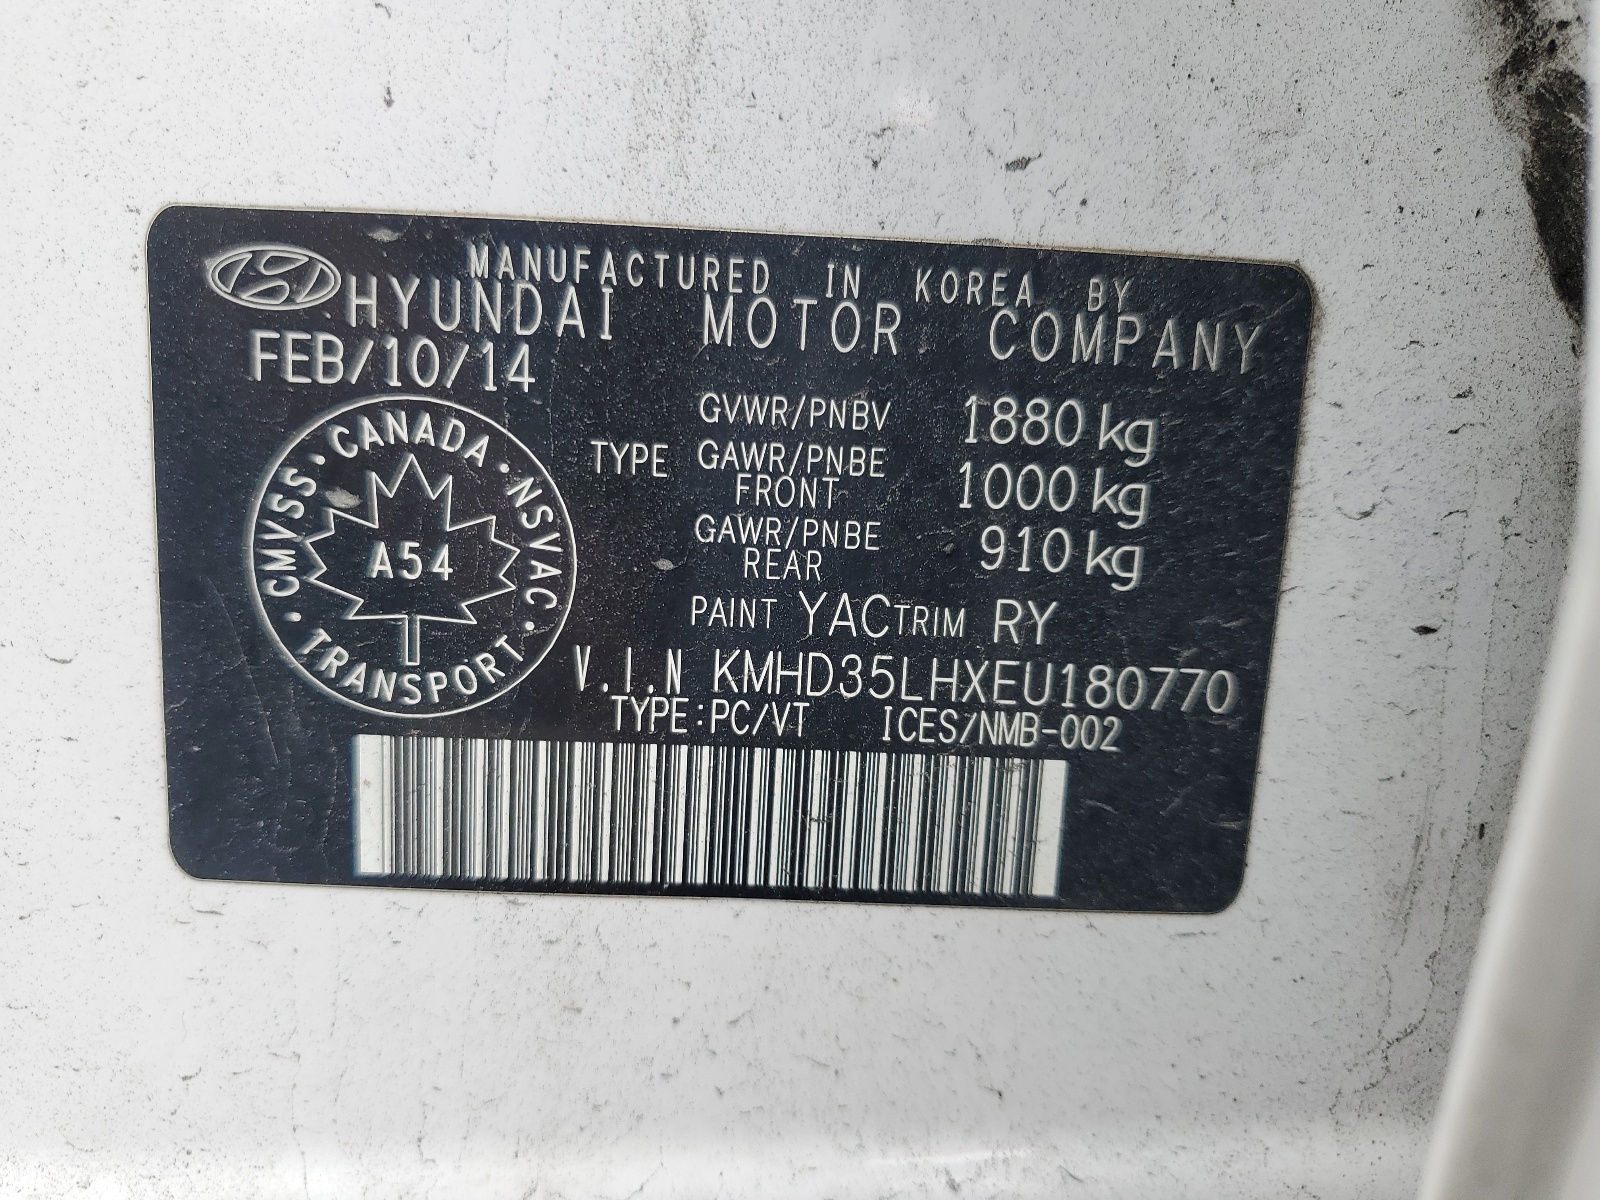 MANUFACTURED IN KOREA BY
HYUNDAI MOTOR COMPANY
FEB/10/14
GVWR/PNBV 1880 kg
TYPE GAWR/PNBE FRONT 1000 kg
GAWR/PNBE REAR 910 kg
PAINT YAC TRIM RY
V.I.N KMHD35LHXEU180770
TYPE:PC/VT ICES/NMB-002
CMVSS · CANADA · NSVAC · TRANSPORT ·
A54